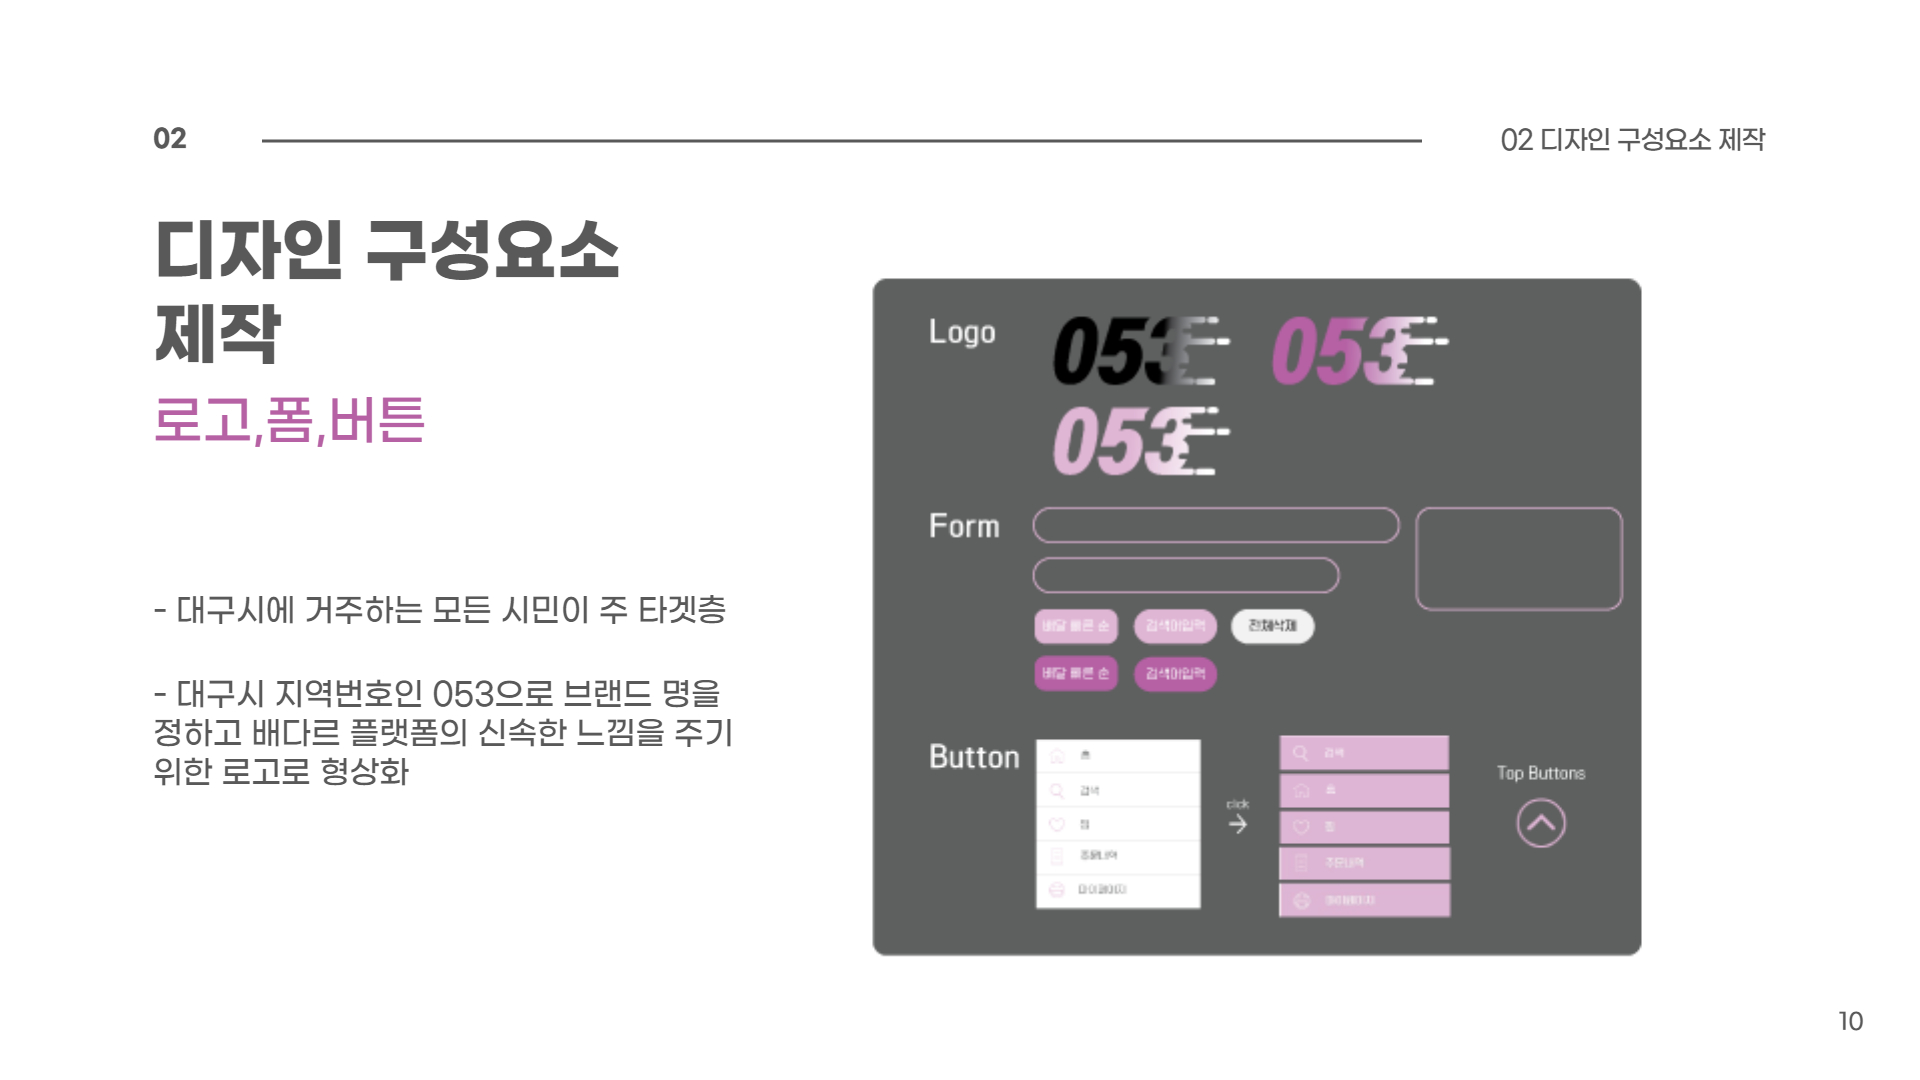 02
02 디자인 구성요소 제작
디자인 구성요소
제작
로고,폼,버튼
- 대구시에 거주하는 모든 시민이 주 타겟층
- 대구시 지역번호인 053으로 브랜드 명을
정하고 배다르 플랫폼의 신속한 느낌을 주기
위한 로고로 형상화
Logo
053
053
053
Form
배달 빠른 순
검색어입력
전체삭제
배달 빠른 순
검색어입력
Button
홈
검색
찜
주문내역
마이페이지
click
검색
홈
찜
주문내역
마이페이지
Top Buttons
10